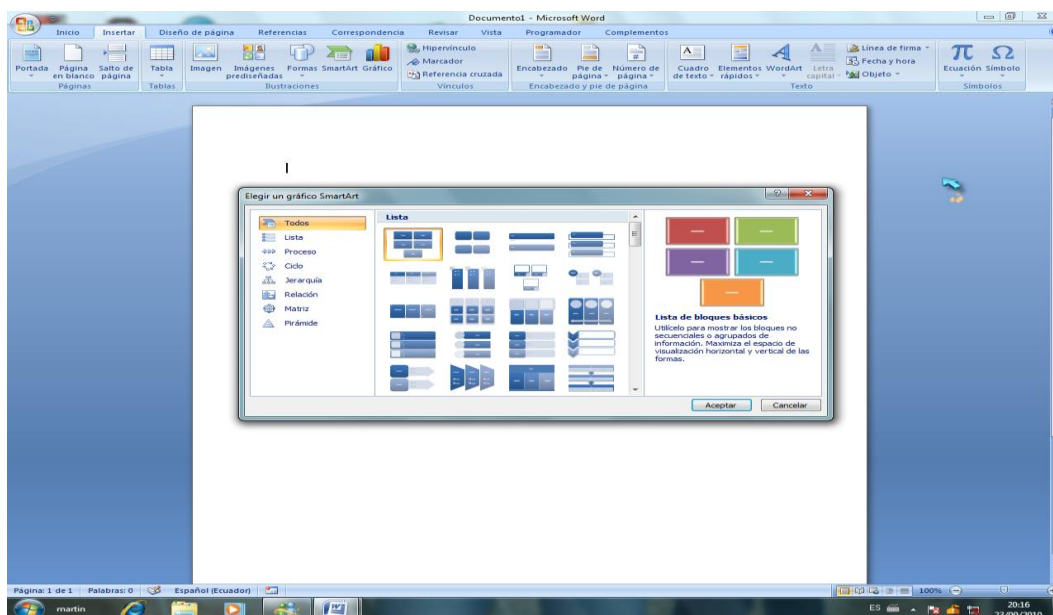 Documento1 - Microsoft Word
Inicio Insertar Diseño de página Referencias Correspondencia Revisar Vista Programador Complementos
Portada
Página en blanco
Salto de página
Páginas
Tabla
Tablas
Imagen
Imágenes prediseñadas
Formas
SmartArt
Gráfico
Ilustraciones
Hipervínculo
Marcador
Referencia cruzada
Vínculos
Encabezado
Pie de página
Número de página
Encabezado y pie de página
Cuadro de texto
Elementos rápidos
WordArt
Letra capital
Línea de firma
Fecha y hora
Objeto
Texto
π Ecuación
Ω Símbolo
Símbolos
Elegir un gráfico SmartArt
Todos
Lista
Proceso
Ciclo
Jerarquía
Relación
Matriz
Pirámide
Lista
Lista de bloques básicos
Utilícelo para mostrar los bloques no
secuenciales o agrupados de
información. Maximiza el espacio de
visualización horizontal y vertical de las
formas.
Aceptar Cancelar
Página: 1 de 1 Palabras: 0 Español (Ecuador) 100%
martin ES 20:16